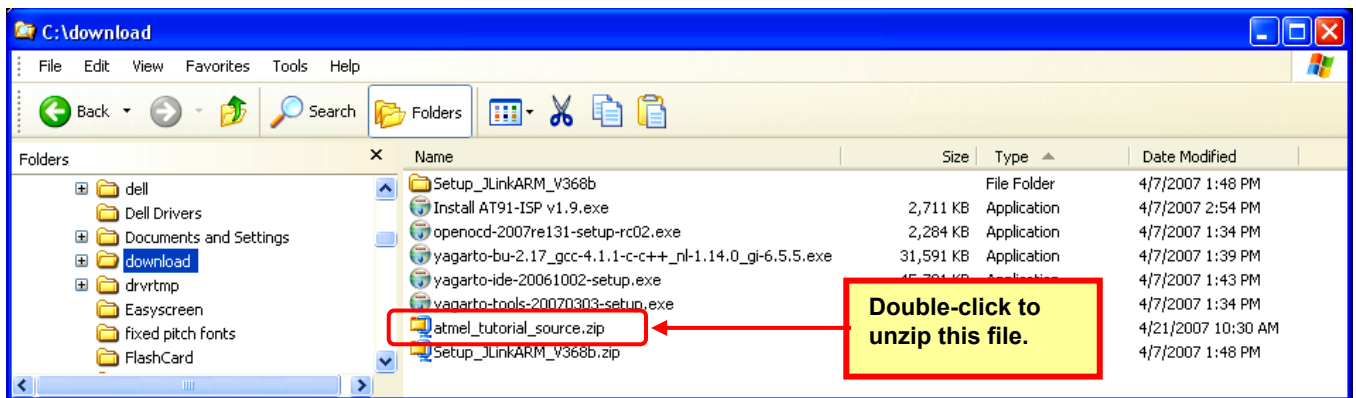 C:\download
File Edit View Favorites Tools Help
Back Search Folders
Folders × Name Size Type Date Modified
dell
Dell Drivers
Documents and Settings
download
drvrtmp
Easyscreen
fixed pitch fonts
FlashCard
Setup_JLinkARM_V368b File Folder 4/7/2007 1:48 PM
Install AT91-ISP v1.9.exe 2,711 KB Application 4/7/2007 2:54 PM
openocd-2007re131-setup-rc02.exe 2,284 KB Application 4/7/2007 1:34 PM
yagarto-bu-2.17_gcc-4.1.1-c-c++_nl-1.14.0_gi-6.5.5.exe 31,591 KB Application 4/7/2007 1:39 PM
yagarto-ide-20061002-setup.exe Application 4/7/2007 1:43 PM
yagarto-tools-20070303-setup.exe 4/7/2007 1:34 PM
atmel_tutorial_source.zip 4/21/2007 10:30 AM
Setup_JLinkARM_V368b.zip 4/7/2007 1:48 PM
Double-click to
unzip this file.